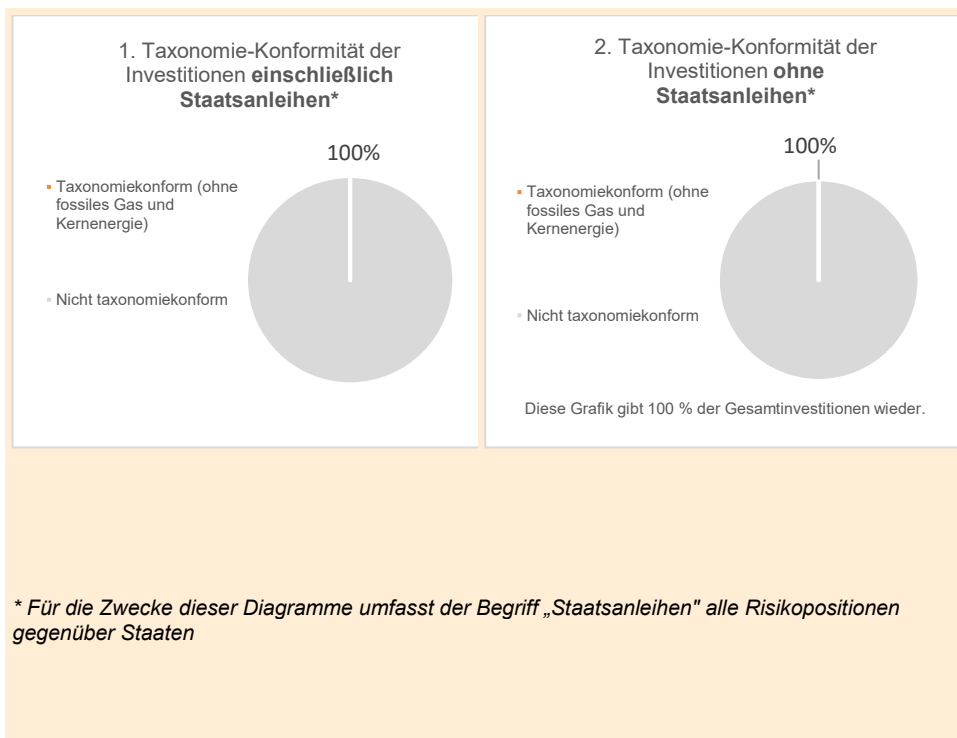 1. Taxonomie-Konformität der
Investitionen einschließlich
Staatsanleihen*
100%
Taxonomiekonform (ohne
fossiles Gas und
Kernenergie)
Nicht taxonomiekonform
2. Taxonomie-Konformität der
Investitionen ohne
Staatsanleihen*
100%
Taxonomiekonform (ohne
fossiles Gas und
Kernenergie)
Nicht taxonomiekonform
Diese Grafik gibt 100 % der Gesamtinvestitionen wieder.
* Für die Zwecke dieser Diagramme umfasst der Begriff „Staatsanleihen" alle Risikopositionen
gegenüber Staaten